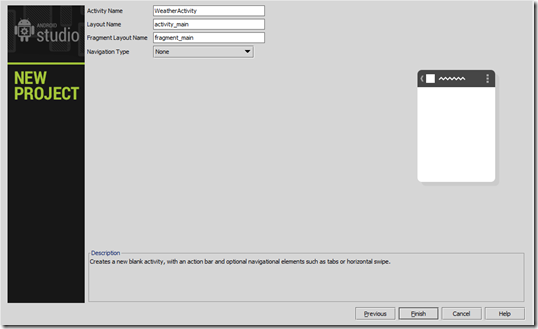 ANDROID
studio
NEW
PROJECT
Activity Name WeatherActivity
Layout Name activity_main
Fragment Layout Name fragment_main
Navigation Type None
Description
Creates a new blank activity, with an action bar and optional navigational elements such as tabs or horizontal swipe.
Previous Finish Cancel Help